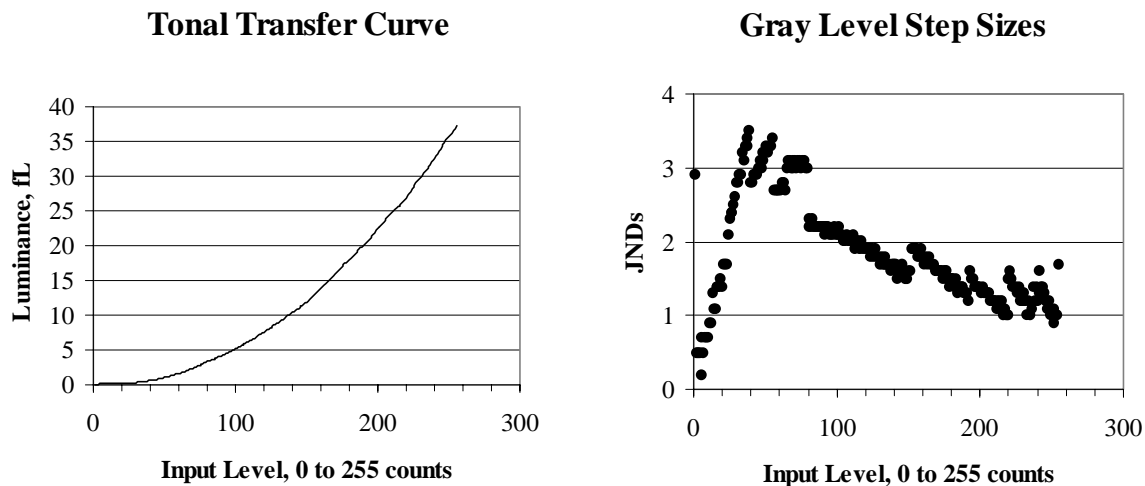 Tonal Transfer Curve
Luminance, fL
40
35
30
25
20
15
10
5
0
0 100 200 300
Input Level, 0 to 255 counts
Gray Level Step Sizes
JNDs
4
3
2
1
0
0 100 200 300
Input Level, 0 to 255 counts